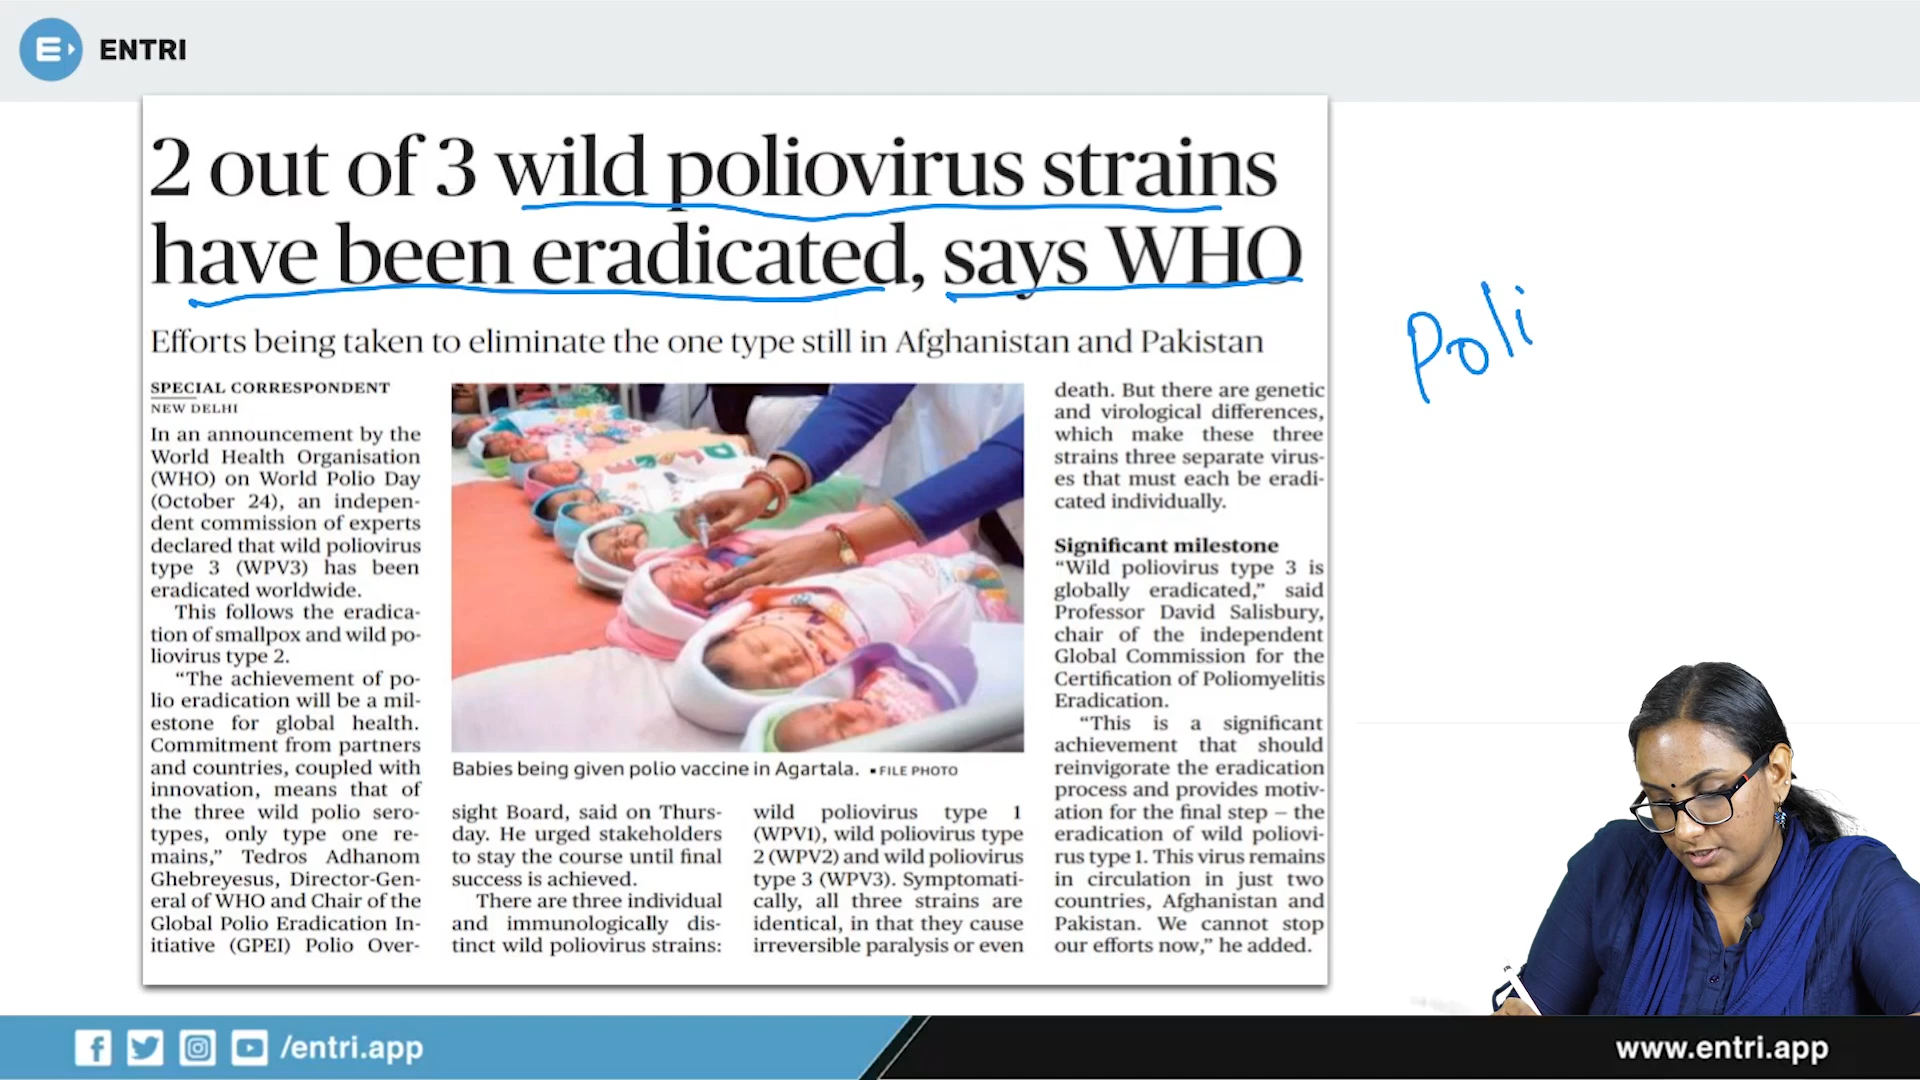 ENTRI
2 out of 3 wild poliovirus strains
have been eradicated, says WHO
Efforts being taken to eliminate the one type still in Afghanistan and Pakistan
SPECIAL CORRESPONDENT
NEW DELHI
In an announcement by the
World Health Organisation
(WHO) on World Polio Day
(October 24), an indepen-
dent commission of experts
declared that wild poliovirus
type 3 (WPV3) has been
eradicated worldwide.
This follows the eradica-
tion of smallpox and wild po-
liovirus type 2.
“The achievement of po-
lio eradication will be a mil-
estone for global health.
Commitment from partners
and countries, coupled with
innovation, means that of
the three wild polio sero-
types, only type one re-
mains,” Tedros Adhanom
Ghebreyesus, Director-Gen-
eral of WHO and Chair of the
Global Polio Eradication In-
itiative (GPEI) Polio Over-
Babies being given polio vaccine in Agartala. ▪FILE PHOTO
sight Board, said on Thurs-
day. He urged stakeholders
to stay the course until final
success is achieved.
There are three individual
and immunologically dis-
tinct wild poliovirus strains:
wild poliovirus type 1
(WPV1), wild poliovirus type
2 (WPV2) and wild poliovirus
type 3 (WPV3). Symptomati-
cally, all three strains are
identical, in that they cause
irreversible paralysis or even
death. But there are genetic
and virological differences,
which make these three
strains three separate virus-
es that must each be eradi-
cated individually.
Significant milestone
“Wild poliovirus type 3 is
globally eradicated,” said
Professor David Salisbury,
chair of the independent
Global Commission for the
Certification of Poliomyelitis
Eradication.
“This is a significant
achievement that should
reinvigorate the eradication
process and provides motiv-
ation for the final step – the
eradication of wild poliovi-
rus type 1. This virus remains
in circulation in just two
countries, Afghanistan and
Pakistan. We cannot stop
our efforts now,” he added.
Poli
/entri.app
www.entri.app